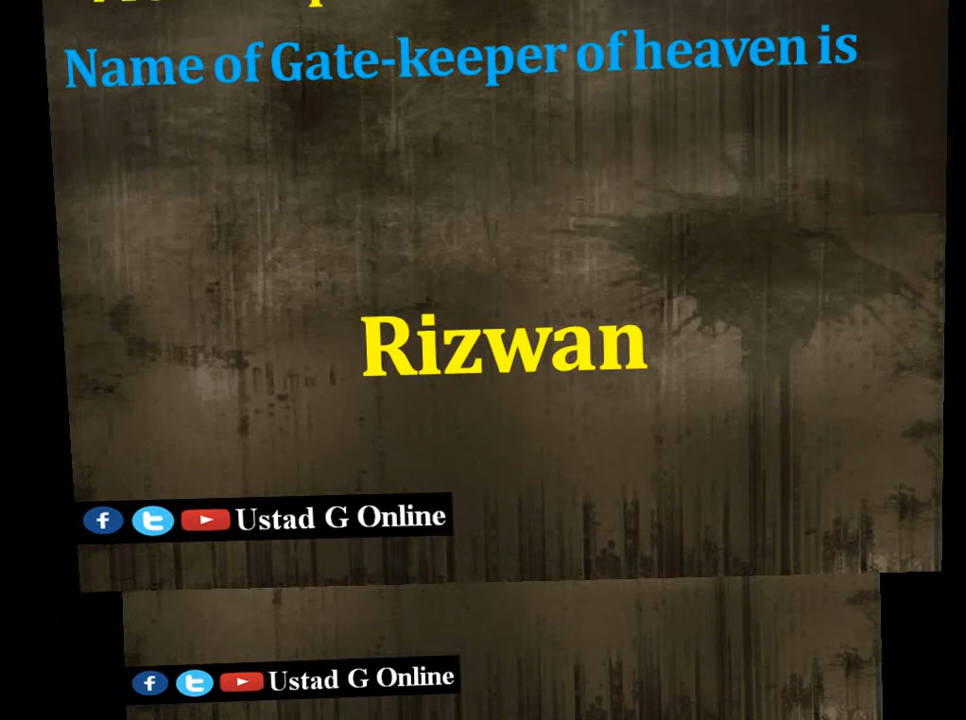 Name of Gate-keeper of heaven is
Rizwan
Ustad G Online
Ustad G Online